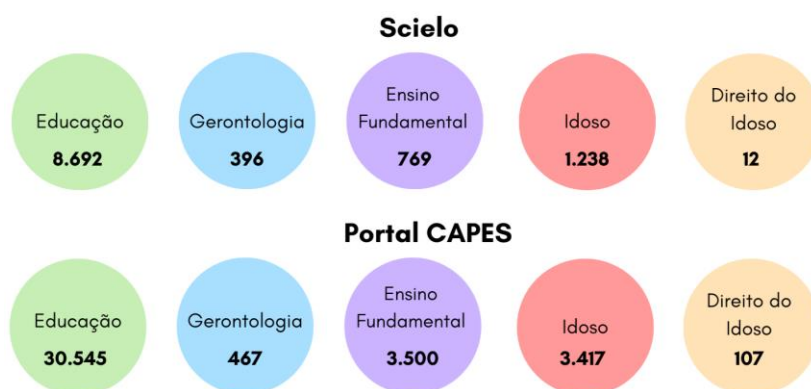 Scielo
Educação
8.692
Gerontologia
396
Ensino
Fundamental
769
Idoso
1.238
Direito do
Idoso
12
Portal CAPES
Educação
30.545
Gerontologia
467
Ensino
Fundamental
3.500
Idoso
3.417
Direito do
Idoso
107